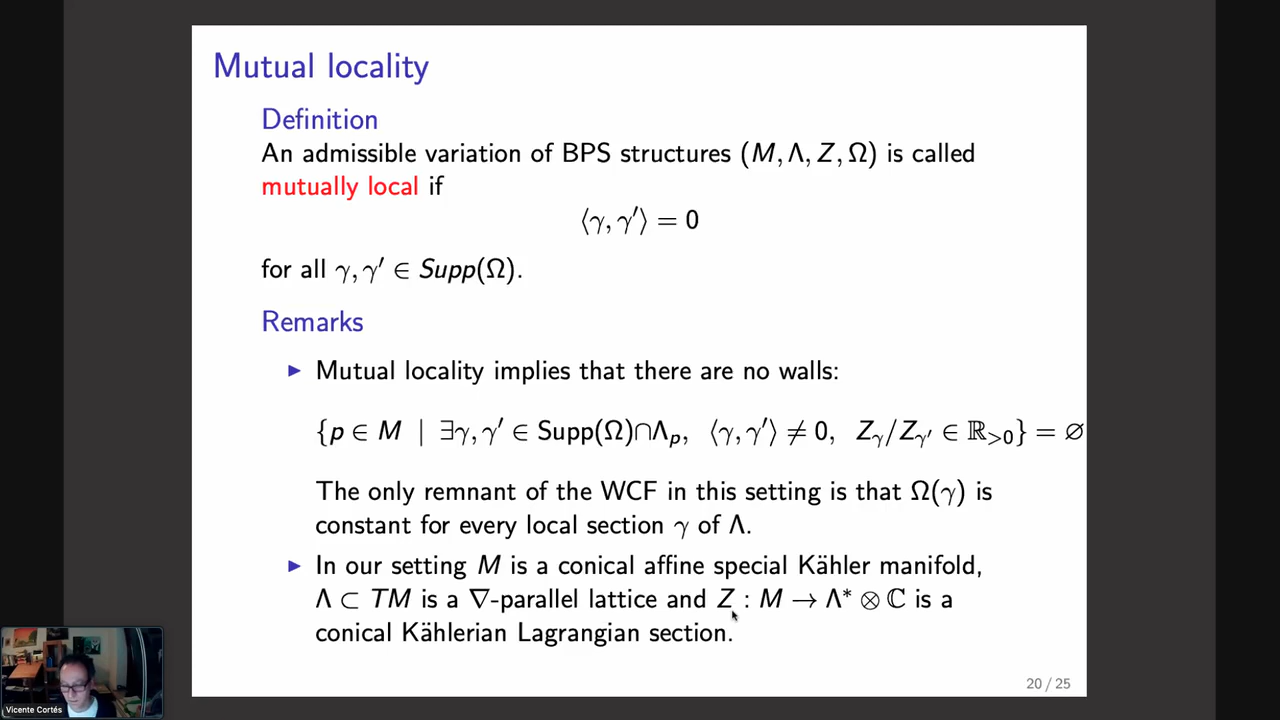 Mutual locality
Definition
An admissible variation of BPS structures (M, Λ, Z, Ω) is called
mutually local if
⟨γ, γ′⟩ = 0
for all γ, γ′ ∈ Supp(Ω).
Remarks
▶ Mutual locality implies that there are no walls:
{p ∈ M | ∃γ, γ′ ∈ Supp(Ω)∩Λₚ, ⟨γ, γ′⟩ ≠ 0, Z_γ/Z_γ′ ∈ ℝ_{>0}} = ∅
The only remnant of the WCF in this setting is that Ω(γ) is
constant for every local section γ of Λ.
▶ In our setting M is a conical affine special Kähler manifold,
Λ ⊂ TM is a ∇-parallel lattice and Z : M → Λ* ⊗ ℂ is a
conical Kählerian Lagrangian section.
20 / 25
Vicente Cortés